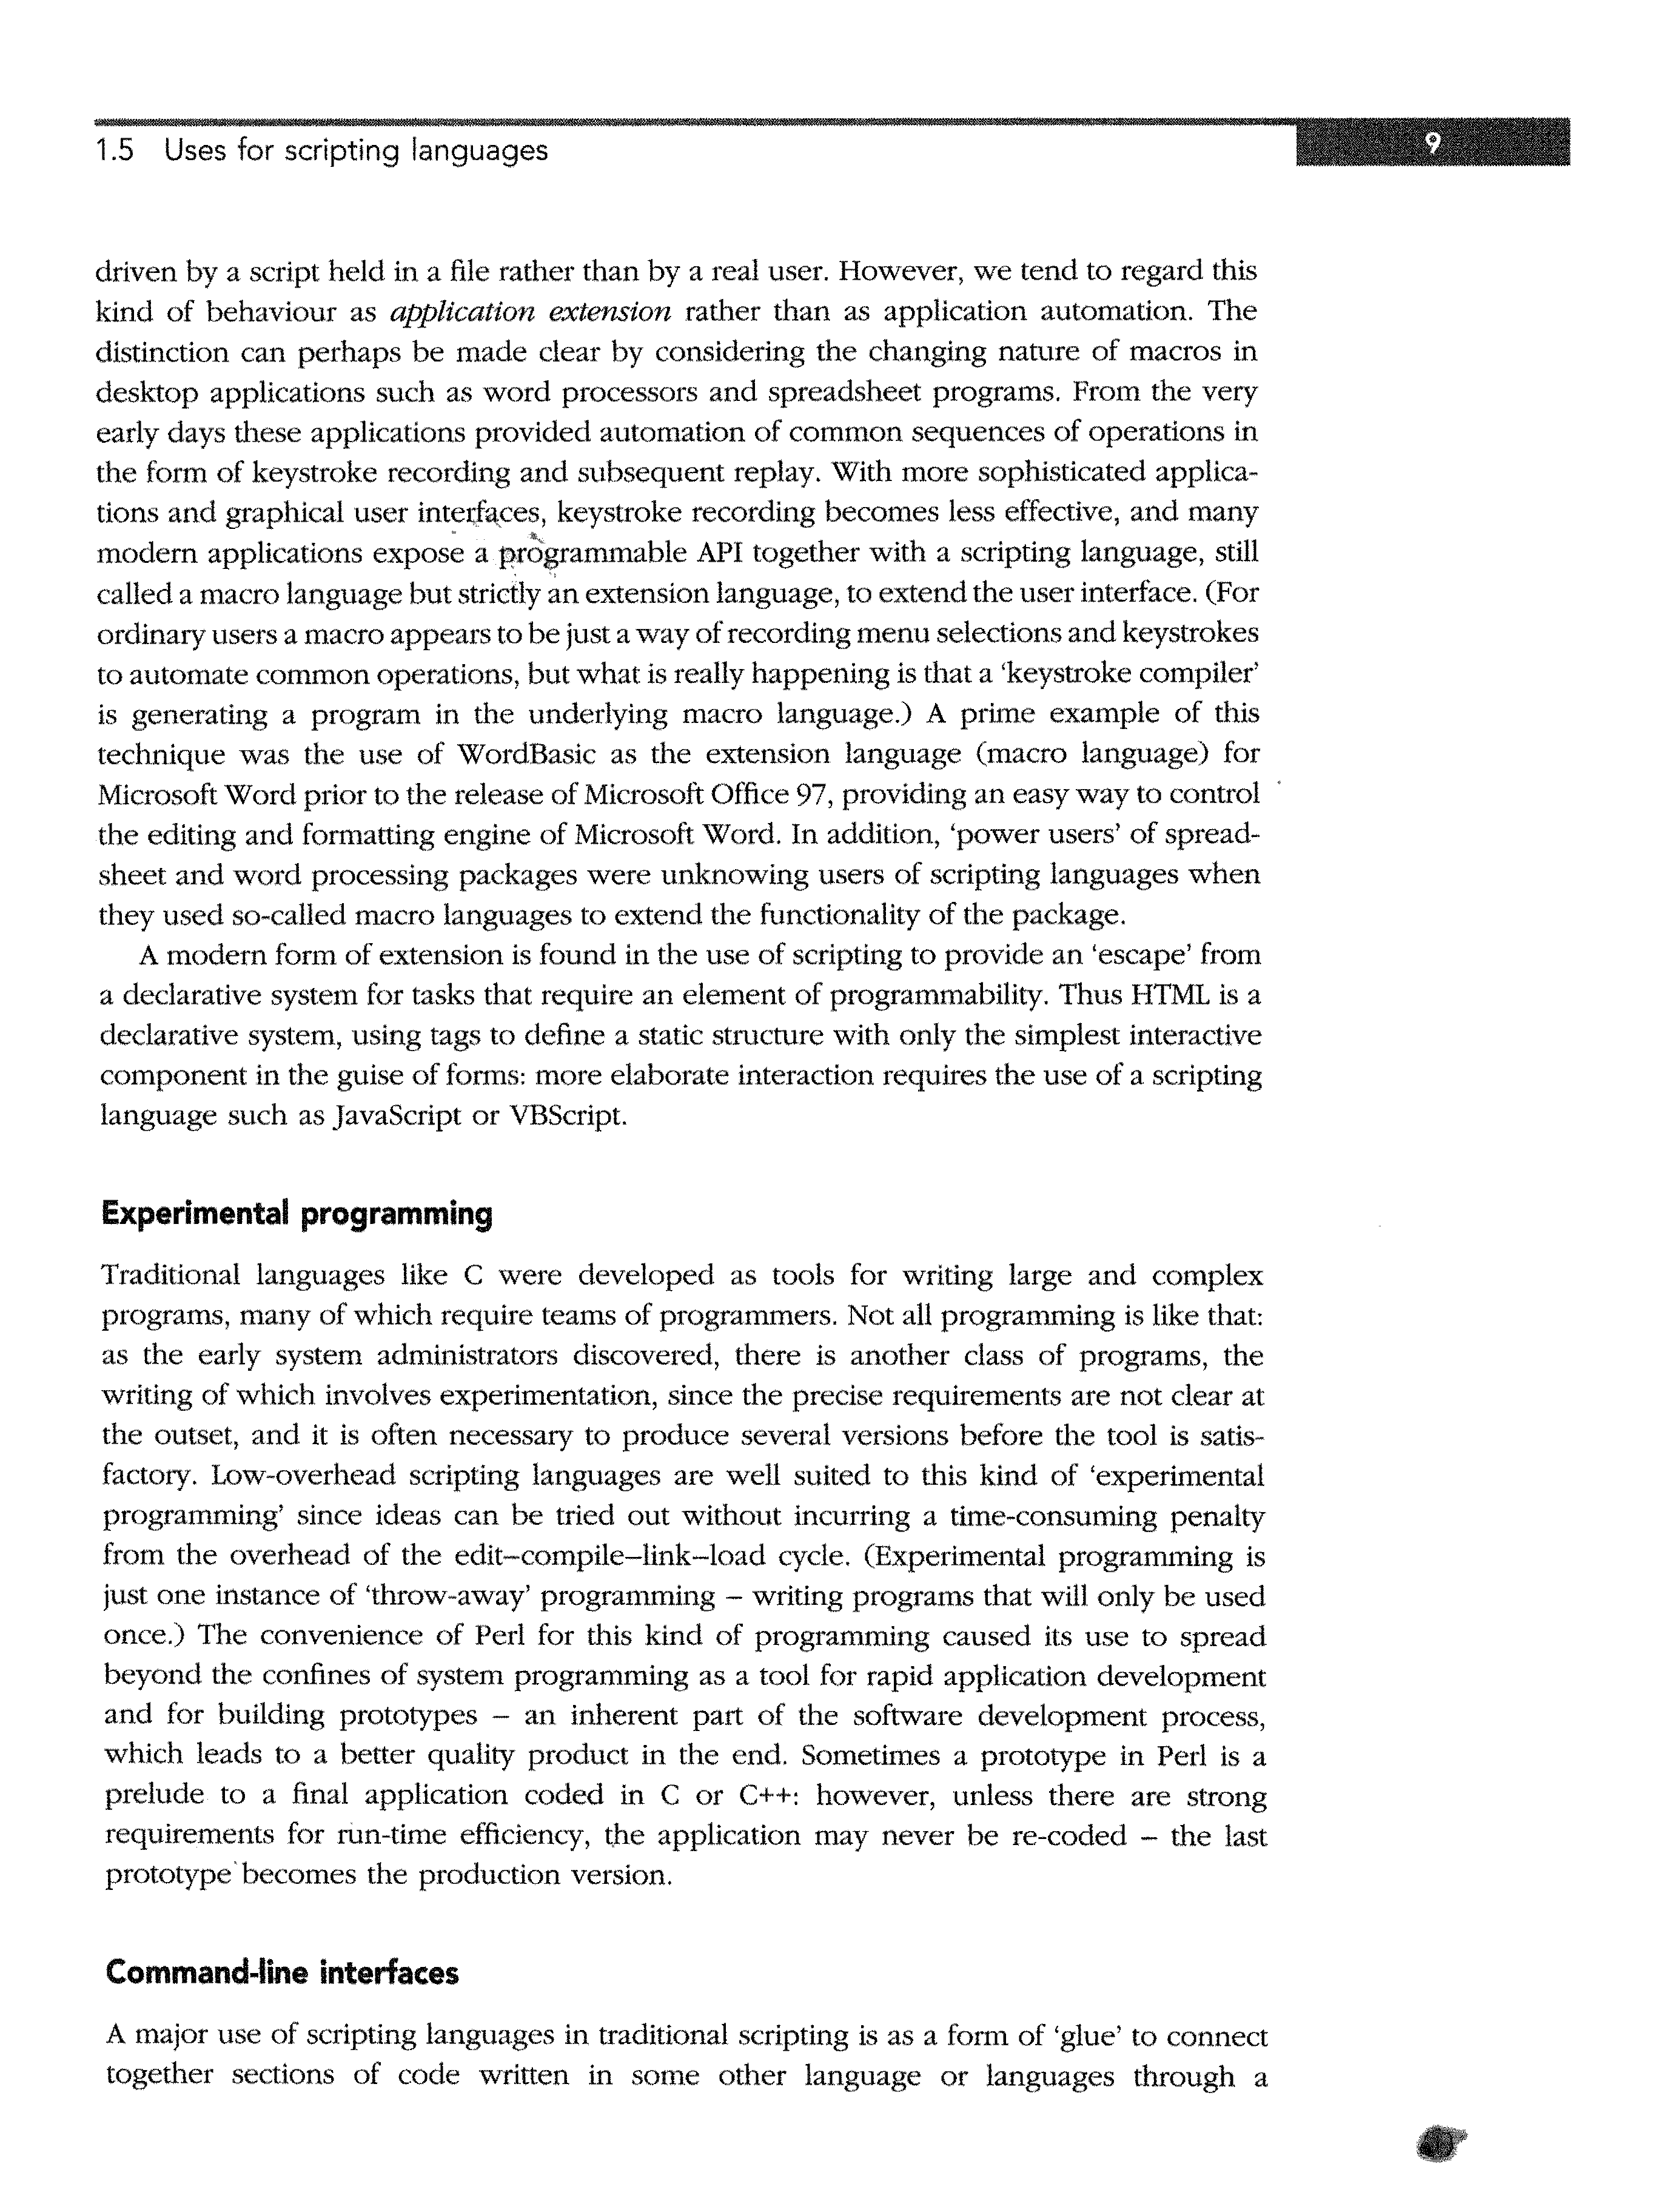 1.5 Uses for scripting languages
9
driven by a script held in a file rather than by a real user. However, we tend to regard this
kind of behaviour as application extension rather than as application automation. The
distinction can perhaps be made clear by considering the changing nature of macros in
desktop applications such as word processors and spreadsheet programs. From the very
early days these applications provided automation of common sequences of operations in
the form of keystroke recording and subsequent replay. With more sophisticated applica-
tions and graphical user interfaces, keystroke recording becomes less effective, and many
modern applications expose a programmable API together with a scripting language, still
called a macro language but strictly an extension language, to extend the user interface. (For
ordinary users a macro appears to be just a way of recording menu selections and keystrokes
to automate common operations, but what is really happening is that a ‘keystroke compiler’
is generating a program in the underlying macro language.) A prime example of this
technique was the use of WordBasic as the extension language (macro language) for
Microsoft Word prior to the release of Microsoft Office 97, providing an easy way to control
the editing and formatting engine of Microsoft Word. In addition, ‘power users’ of spread-
sheet and word processing packages were unknowing users of scripting languages when
they used so-called macro languages to extend the functionality of the package.
A modern form of extension is found in the use of scripting to provide an ‘escape’ from
a declarative system for tasks that require an element of programmability. Thus HTML is a
declarative system, using tags to define a static structure with only the simplest interactive
component in the guise of forms: more elaborate interaction requires the use of a scripting
language such as JavaScript or VBScript.
Experimental programming
Traditional languages like C were developed as tools for writing large and complex
programs, many of which require teams of programmers. Not all programming is like that:
as the early system administrators discovered, there is another class of programs, the
writing of which involves experimentation, since the precise requirements are not clear at
the outset, and it is often necessary to produce several versions before the tool is satis-
factory. Low-overhead scripting languages are well suited to this kind of ‘experimental
programming’ since ideas can be tried out without incurring a time-consuming penalty
from the overhead of the edit–compile–link–load cycle. (Experimental programming is
just one instance of ‘throw-away’ programming – writing programs that will only be used
once.) The convenience of Perl for this kind of programming caused its use to spread
beyond the confines of system programming as a tool for rapid application development
and for building prototypes – an inherent part of the software development process,
which leads to a better quality product in the end. Sometimes a prototype in Perl is a
prelude to a final application coded in C or C++: however, unless there are strong
requirements for run-time efficiency, the application may never be re-coded – the last
prototype becomes the production version.
Command-line interfaces
A major use of scripting languages in traditional scripting is as a form of ‘glue’ to connect
together sections of code written in some other language or languages through a